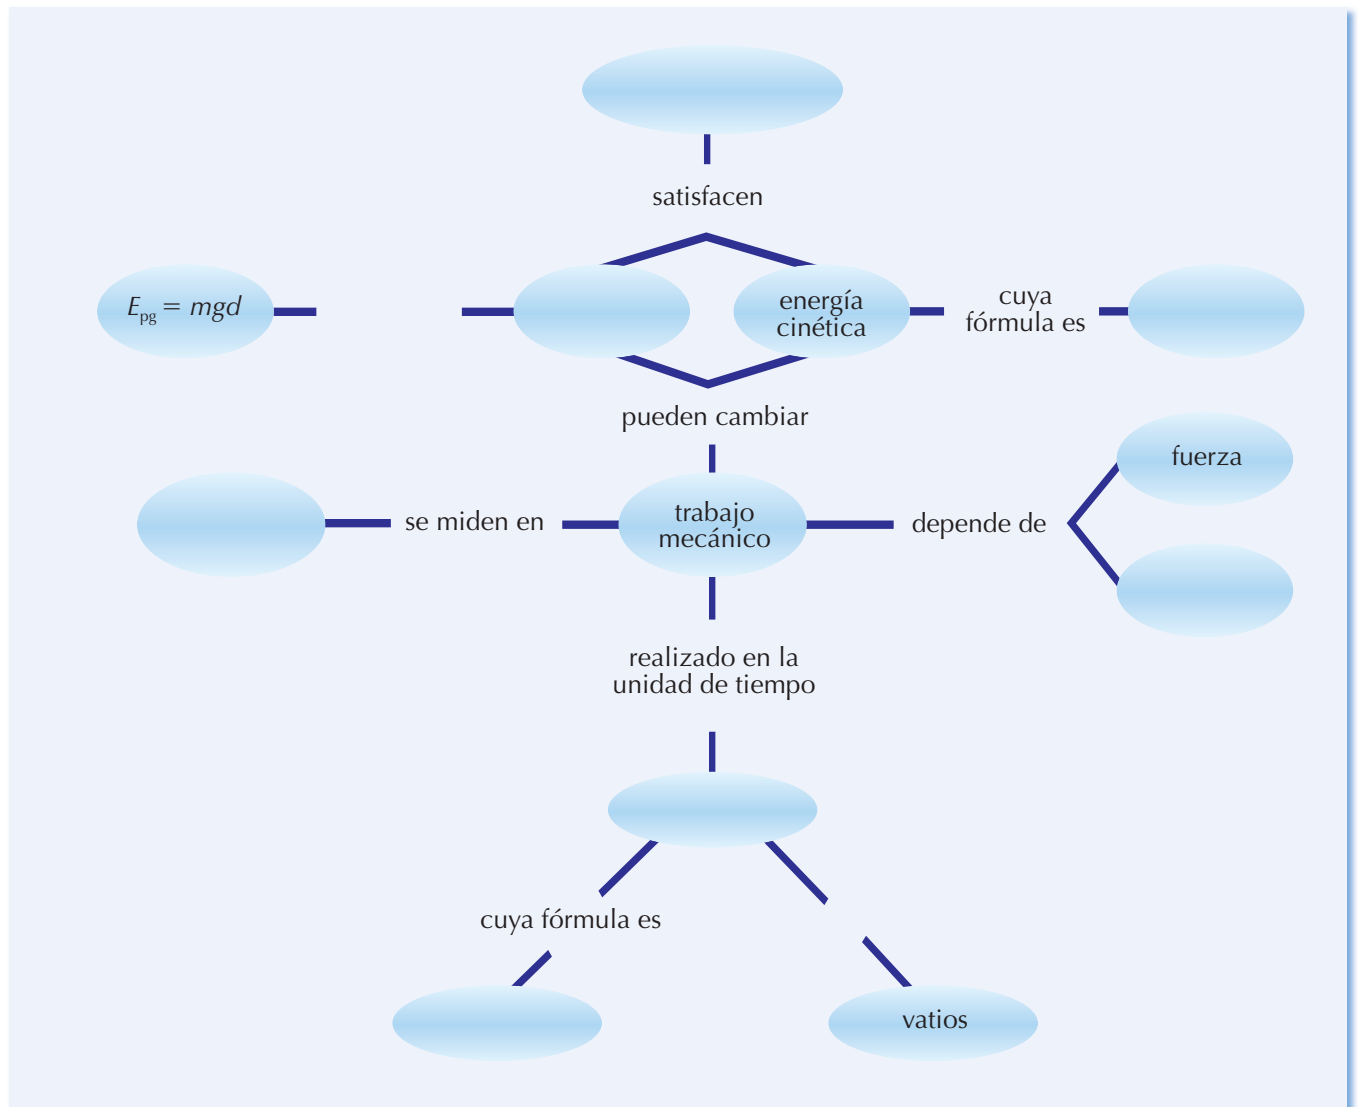 satisfacen
E_pg = mgd
energía
cinética
cuya
fórmula es
pueden cambiar
fuerza
se miden en
trabajo
mecánico
depende de
realizado en la
unidad de tiempo
cuya fórmula es
vatios